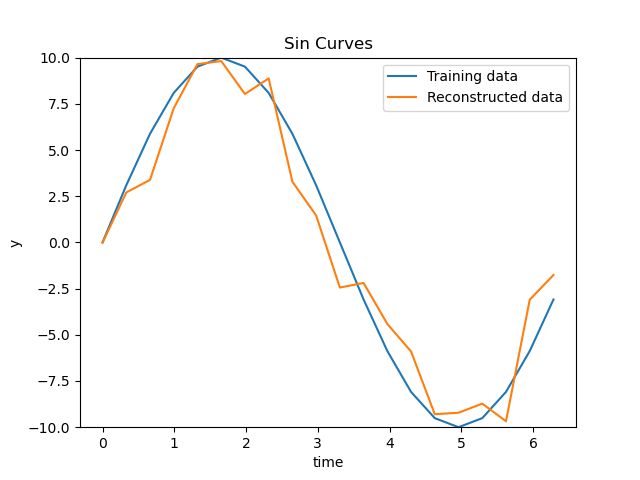 Sin Curves
Training data
Reconstructed data
10.0
7.5
5.0
2.5
0.0
−2.5
−5.0
−7.5
−10.0
y
0 1 2 3 4 5 6
time